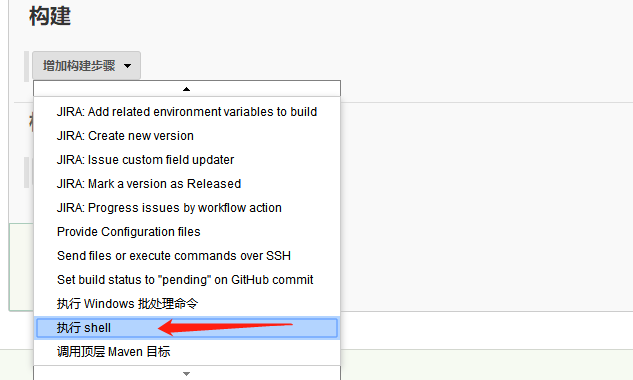 构建
增加构建步骤
JIRA: Add related environment variables to build
JIRA: Create new version
JIRA: Issue custom field updater
JIRA: Mark a version as Released
JIRA: Progress issues by workflow action
Provide Configuration files
Send files or execute commands over SSH
Set build status to "pending" on GitHub commit
执行 Windows 批处理命令
执行 shell
调用顶层 Maven 目标